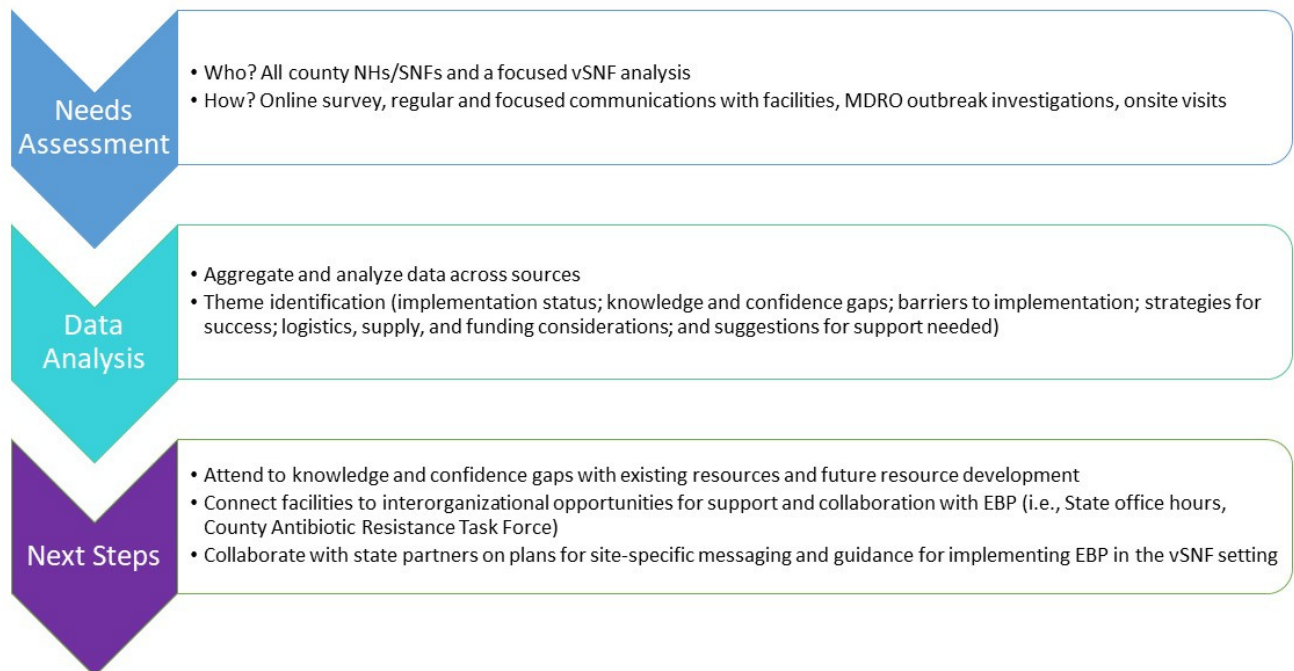 Needs
Assessment
• Who? All county NHs/SNFs and a focused vSNF analysis
• How? Online survey, regular and focused communications with facilities, MDRO outbreak investigations, onsite visits
Data
Analysis
• Aggregate and analyze data across sources
• Theme identification (implementation status; knowledge and confidence gaps; barriers to implementation; strategies for
success; logistics, supply, and funding considerations; and suggestions for support needed)
Next Steps
• Attend to knowledge and confidence gaps with existing resources and future resource development
• Connect facilities to interorganizational opportunities for support and collaboration with EBP (i.e., State office hours,
County Antibiotic Resistance Task Force)
• Collaborate with state partners on plans for site-specific messaging and guidance for implementing EBP in the vSNF setting